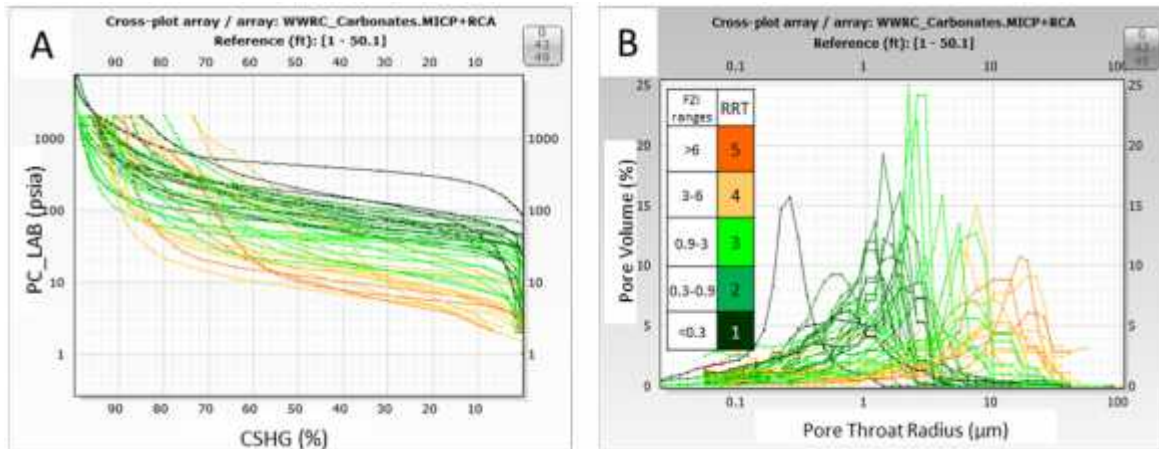 A
Cross-plot array / array: WWRC_Carbonates.MICP+RCA
Reference (ft): [1 - 50.1]
90 80 70 60 50 40 30 20 10
1000 1000
100 100
10 10
1 1
PC_LAB (psia)
90 80 70 60 50 40 30 20 10
CSHG (%)
B
Cross-plot array / array: WWRC_Carbonates.MICP+RCA
Reference (ft): [1 - 50.1]
0.1 1 10 100
25 25
20 20
15 15
10 10
5 5
0 0
Pore Volume (%)
FZI ranges RRT
>6 5
3-6 4
0.9-3 3
0.3-0.9 2
<0.3 1
0.1 1 10 100
Pore Throat Radius (µm)